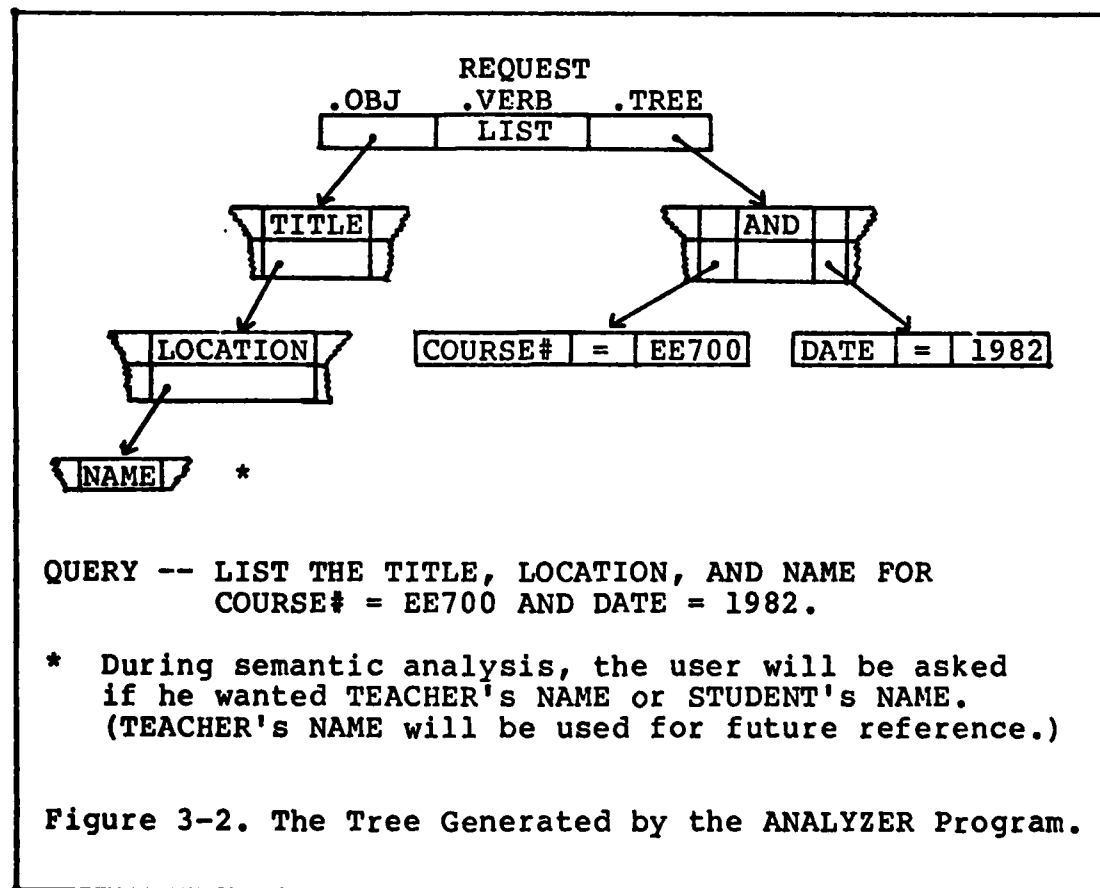 REQUEST
.OBJ .VERB .TREE
LIST
TITLE AND
LOCATION COURSE# = EE700 DATE = 1982
NAME *
QUERY -- LIST THE TITLE, LOCATION, AND NAME FOR
COURSE# = EE700 AND DATE = 1982.
* During semantic analysis, the user will be asked
if he wanted TEACHER's NAME or STUDENT's NAME.
(TEACHER's NAME will be used for future reference.)
Figure 3-2. The Tree Generated by the ANALYZER Program.